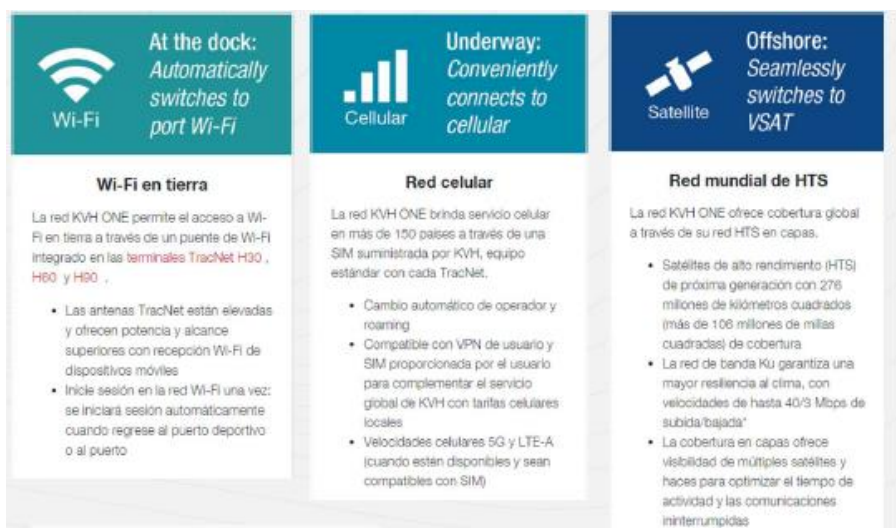 Wi-Fi
At the dock:
Automatically
switches to
port Wi-Fi
Wi-Fi en tierra
La red KVH ONE permite el acceso a Wi-
Fi en tierra a través de un puente de Wi-Fi
integrado en las terminales TracNet H30 ,
H60 y H90 .
• Las antenas TracNet están elevadas
y ofrecen potencia y alcance
superiores con recepción Wi-Fi de
dispositivos móviles
• Inicie sesión en la red Wi-Fi una vez:
se iniciará sesión automáticamente
cuando regrese al puerto deportivo
o al puerto
Cellular
Underway:
Conveniently
connects to
cellular
Red celular
La red KVH ONE brinda servicio celular
en más de 150 países a través de una
SIM suministrada por KVH, equipo
estándar con cada TracNet.
• Cambio automático de operador y
roaming
• Compatible con VPN de usuario y
SIM proporcionada por el usuario
para complementar el servicio
global de KVH con tarifas celulares
locales
• Velocidades celulares 5G y LTE-A
(cuando estén disponibles y sean
compatibles con SIM)
Satellite
Offshore:
Seamlessly
switches to
VSAT
Red mundial de HTS
La red KVH ONE ofrece cobertura global
a través de su red HTS en capas.
• Satélites de alto rendimiento (HTS)
de próxima generación con 276
millones de kilómetros cuadrados
(más de 106 millones de millas
cuadradas) de cobertura
• La red de banda Ku garantiza una
mayor resiliencia al clima, con
velocidades de hasta 40/3 Mbps de
subida/bajada*
• La cobertura en capas ofrece
visibilidad de múltiples satélites y
haces para optimizar el tiempo de
actividad y las comunicaciones
ininterrumpidas